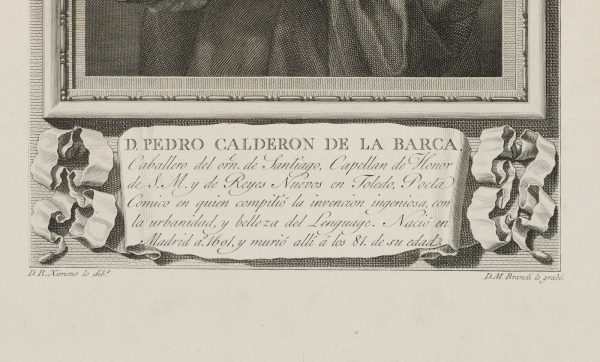 D. PEDRO CALDERON DE LA BARCA.
Caballero del orn. de Santiago, Capellan de Honor
de S.M. y de Reyes Nuevos en Toledo, Poeta
Cómico en quien compitió la invencion ingeniosa, con
la urbanidad, y belleza del Lenguage. Nació en
Madrid a. 1601, y murió alli á los 81. de su edad.
D. R. Ximeno lo dib.º
D. M. Brandi lo grabó.